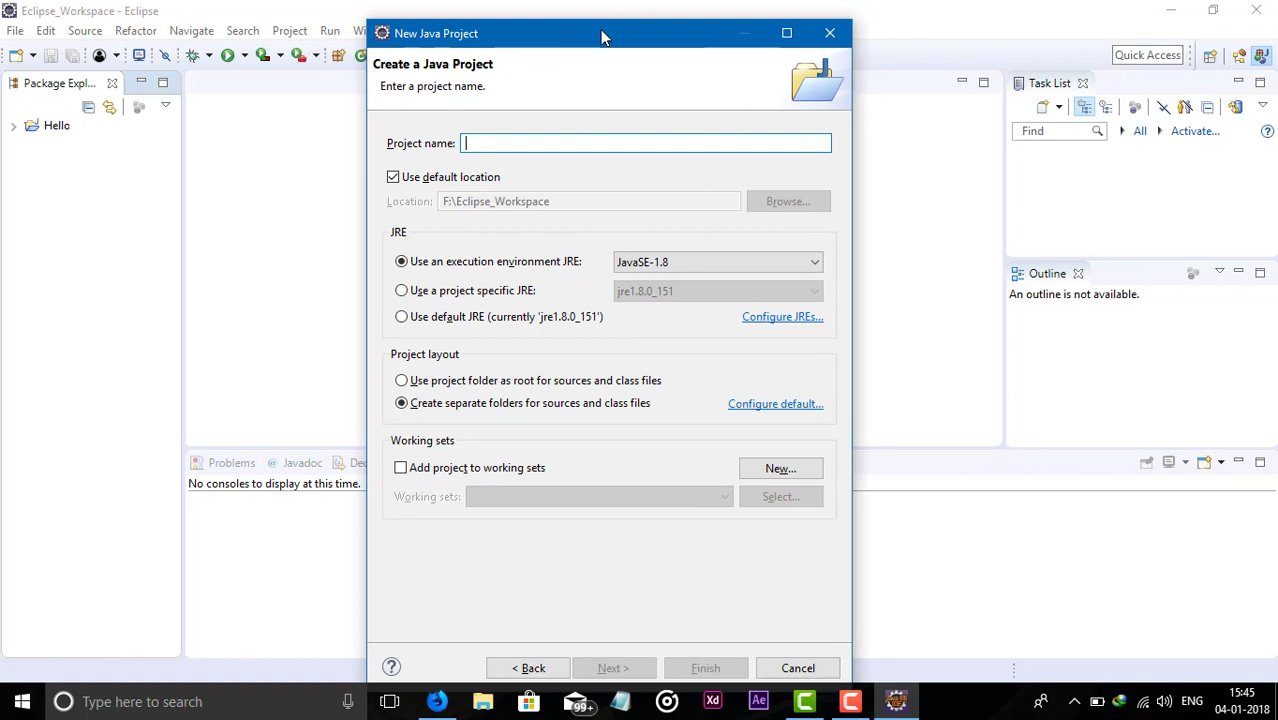 Eclipse_Workspace - Eclipse
File Edit Source Refactor Navigate Search Project Run Wi
Quick Access
Package Expl...
Hello
New Java Project
Create a Java Project
Enter a project name.
Project name:
Use default location
Location: F:\Eclipse_Workspace Browse...
JRE
Use an execution environment JRE: JavaSE-1.8
Use a project specific JRE: jre1.8.0_151
Use default JRE (currently 'jre1.8.0_151') Configure JREs...
Project layout
Use project folder as root for sources and class files
Create separate folders for sources and class files Configure default...
Working sets
Add project to working sets New...
Working sets: Select...
< Back Next > Finish Cancel
Task List
Find All Activate...
Outline
An outline is not available.
Problems @ Javadoc Dec
No consoles to display at this time.
Type here to search
99+
Xd
Ae
ENG
15:45
04-01-2018